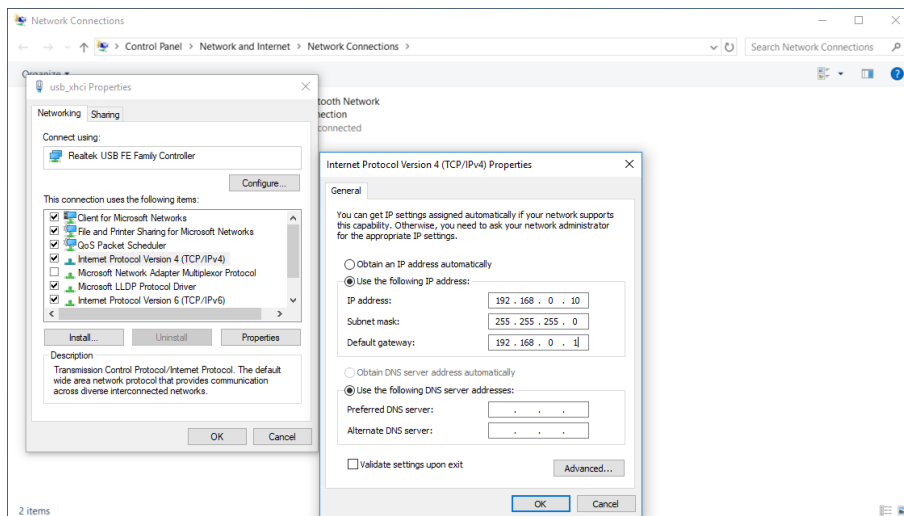 Network Connections
Control Panel > Network and Internet > Network Connections >
Search Network Connections
Organize
usb_xhci Properties
Networking
Sharing
Connect using:
Realtek USB FE Family Controller
Configure...
This connection uses the following items:
Client for Microsoft Networks
File and Printer Sharing for Microsoft Networks
QoS Packet Scheduler
Internet Protocol Version 4 (TCP/IPv4)
Microsoft Network Adapter Multiplexor Protocol
Microsoft LLDP Protocol Driver
Internet Protocol Version 6 (TCP/IPv6)
Install...
Uninstall
Properties
Description
Transmission Control Protocol/Internet Protocol. The default
wide area network protocol that provides communication
across diverse interconnected networks.
OK
Cancel
tooth Network
nection
connected
Internet Protocol Version 4 (TCP/IPv4) Properties
General
You can get IP settings assigned automatically if your network supports
this capability. Otherwise, you need to ask your network administrator
for the appropriate IP settings.
Obtain an IP address automatically
Use the following IP address:
IP address:
192 . 168 . 0 . 10
Subnet mask:
255 . 255 . 255 . 0
Default gateway:
192 . 168 . 0 . 1
Obtain DNS server address automatically
Use the following DNS server addresses:
Preferred DNS server:
. . .
Alternate DNS server:
. . .
Validate settings upon exit
Advanced...
OK
Cancel
2 items